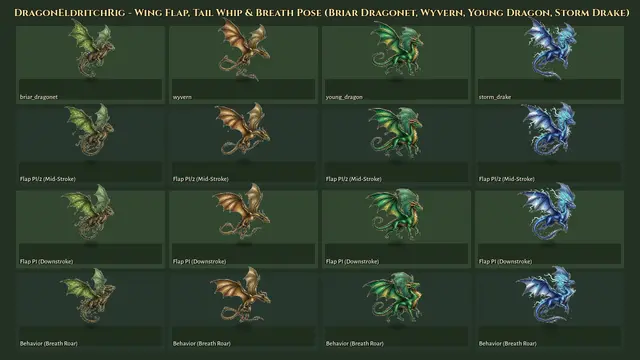 DragonEldritchRig - Wing Flap, Tail Whip & Breath Pose (Briar Dragonet, Wyvern, Young Dragon, Storm Drake)
briar_dragonet wyvern young_dragon storm_drake
Flap PI/2 (Mid-Stroke) Flap PI/2 (Mid-Stroke) Flap PI/2 (Mid-Stroke) Flap PI/2 (Mid-Stroke)
Flap PI (Downstroke) Flap PI (Downstroke) Flap PI (Downstroke) Flap PI (Downstroke)
Behavior (Breath Roar) Behavior (Breath Roar) Behavior (Breath Roar) Behavior (Breath Roar)